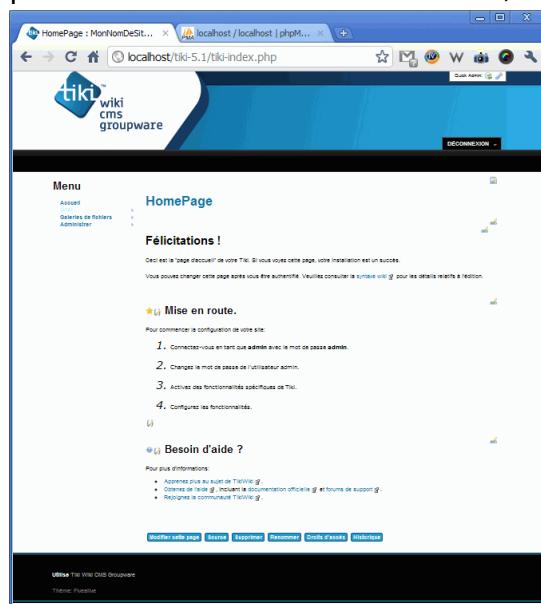 HomePage : MonNomDeSit...
localhost / localhost | phpM...
localhost/tiki-5.1/tiki-index.php
Quick Admin:
tiki
wiki
cms
groupware
DÉCONNEXION
Menu
Accueil
Galeries de fichiers
Administrer
HomePage
Félicitations !
Ceci est la "page d'accueil" de votre Tiki. Si vous voyez cette page, votre installation est un succès.
Vous pouvez changer cette page après vous être authentifié. Veuillez consulter la syntaxe wiki pour les détails relatifs à l'édition.
Mise en route.
Pour commencer la configuration de votre site:
1. Connectez-vous en tant que admin avec le mot de passe admin.
2. Changez le mot de passe de l'utilisateur admin.
3. Activez des fonctionnalités spécifiques de Tiki.
4. Configurez les fonctionnalités.
Besoin d'aide ?
Pour plus d'informations:
Apprenez plus au sujet de TikiWiki .
Obtenez de l'aide , incluant la documentation officielle et forums de support .
Rejoignez la communauté TikiWiki .
Modifier cette page Source Supprimer Renommer Droits d'accès Historique
Utilise Tiki Wiki CMS Groupware
Thème: Fivealive